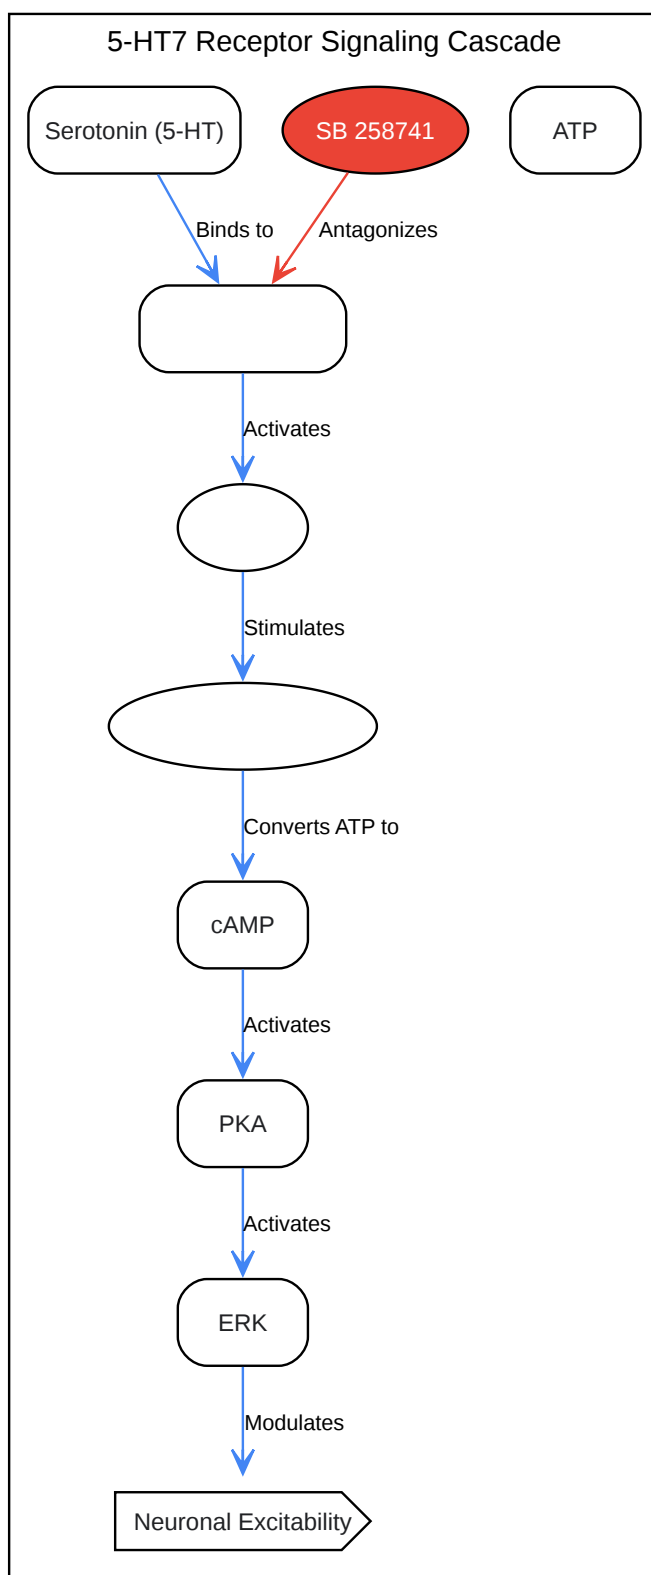 5-HT7 Receptor Signaling Cascade
Serotonin (5-HT)
SB 258741
ATP
Binds to
Antagonizes
Activates
Stimulates
Converts ATP to
cAMP
Activates
PKA
Activates
ERK
Modulates
Neuronal Excitability